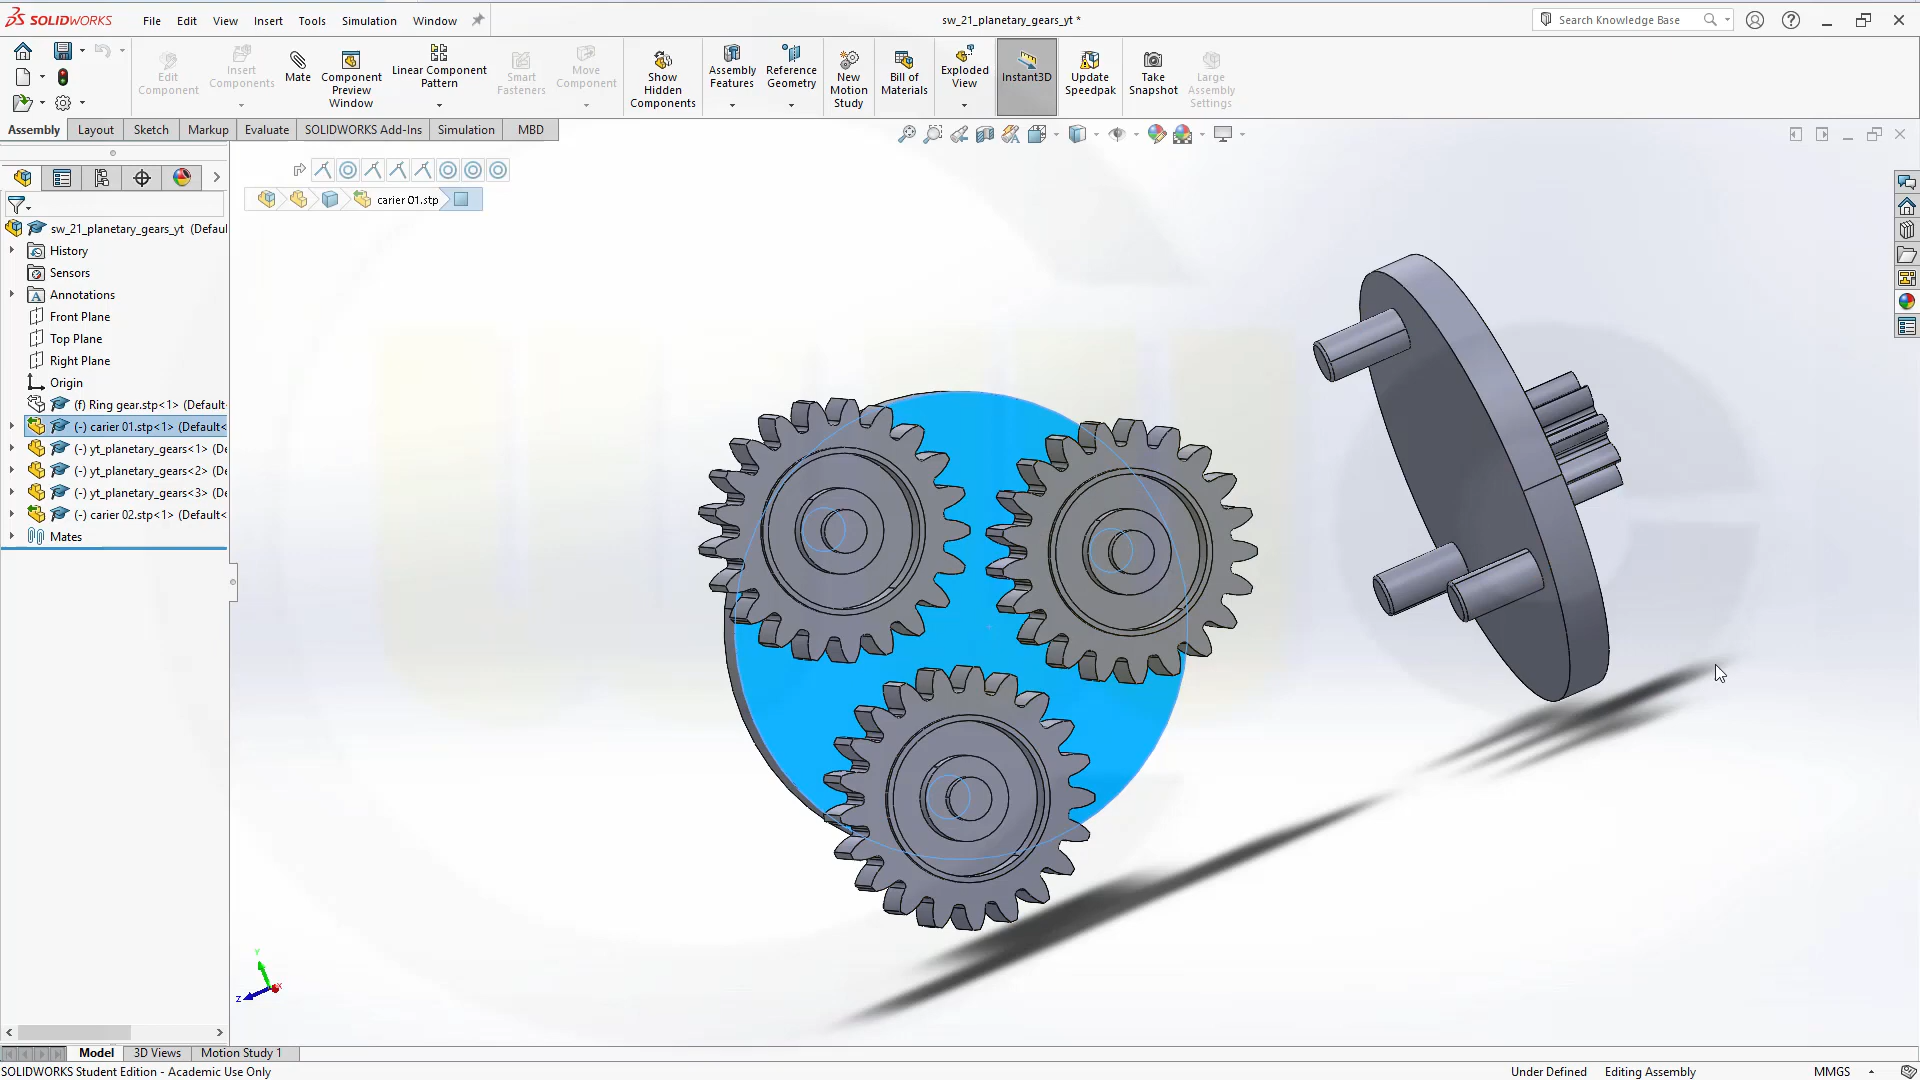 SOLIDWORKS File Edit View Insert Tools Simulation Window sw_21_planetary_gears_yt * Search Knowledge Base
Edit Component
Insert Components
Mate
Component Preview Window
Linear Component Pattern
Smart Fasteners
Move Component
Show Hidden Components
Assembly Features
Reference Geometry
New Motion Study
Bill of Materials
Exploded View
Instant3D
Update Speedpak
Take Snapshot
Large Assembly Settings
Assembly Layout Sketch Markup Evaluate SOLIDWORKS Add-Ins Simulation MBD
carier 01.stp
sw_21_planetary_gears_yt (Defaul
History
Sensors
Annotations
Front Plane
Top Plane
Right Plane
Origin
(f) Ring gear.stp<1> (Default
(-) carier 01.stp<1> (Default<
(-) yt_planetary_gears<1> (De
(-) yt_planetary_gears<2> (De
(-) yt_planetary_gears<3> (De
(-) carier 02.stp<1> (Default<
Mates
Y
Z
X
Model 3D Views Motion Study 1
SOLIDWORKS Student Edition - Academic Use Only Under Defined Editing Assembly MMGS